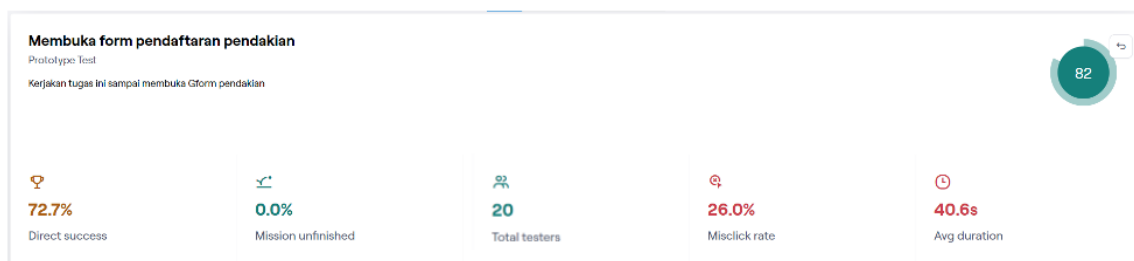 Membuka form pendaftaran pendakian
Prototype Test
Kerjakan tugas ini sampai membuka Gform pendakian
82
72.7%
Direct success
0.0%
Mission unfinished
20
Total testers
26.0%
Misclick rate
40.6s
Avg duration